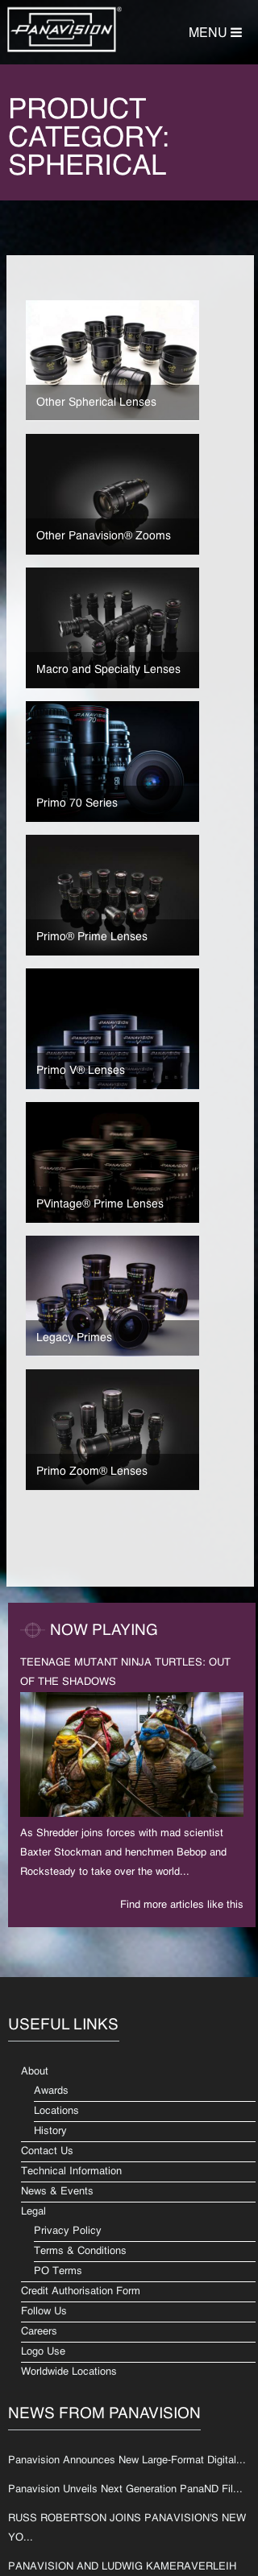 PANAVISION®
MENU
PRODUCT
CATEGORY:
SPHERICAL
Other Spherical Lenses
Other Panavision® Zooms
Macro and Specialty Lenses
PANAVISION
70
Primo 70 Series
Primo® Prime Lenses
PANAVISION
Primo V® Lenses
PVintage® Prime Lenses
Legacy Primes
Primo Zoom® Lenses
NOW PLAYING
TEENAGE MUTANT NINJA TURTLES: OUT
OF THE SHADOWS
As Shredder joins forces with mad scientist
Baxter Stockman and henchmen Bebop and
Rocksteady to take over the world...
Find more articles like this
USEFUL LINKS
About
Awards
Locations
History
Contact Us
Technical Information
News & Events
Legal
Privacy Policy
Terms & Conditions
PO Terms
Credit Authorisation Form
Follow Us
Careers
Logo Use
Worldwide Locations
NEWS FROM PANAVISION
Panavision Announces New Large-Format Digital...
Panavision Unveils Next Generation PanaND Fil...
RUSS ROBERTSON JOINS PANAVISION'S NEW
YO...
PANAVISION AND LUDWIG KAMERAVERLEIH